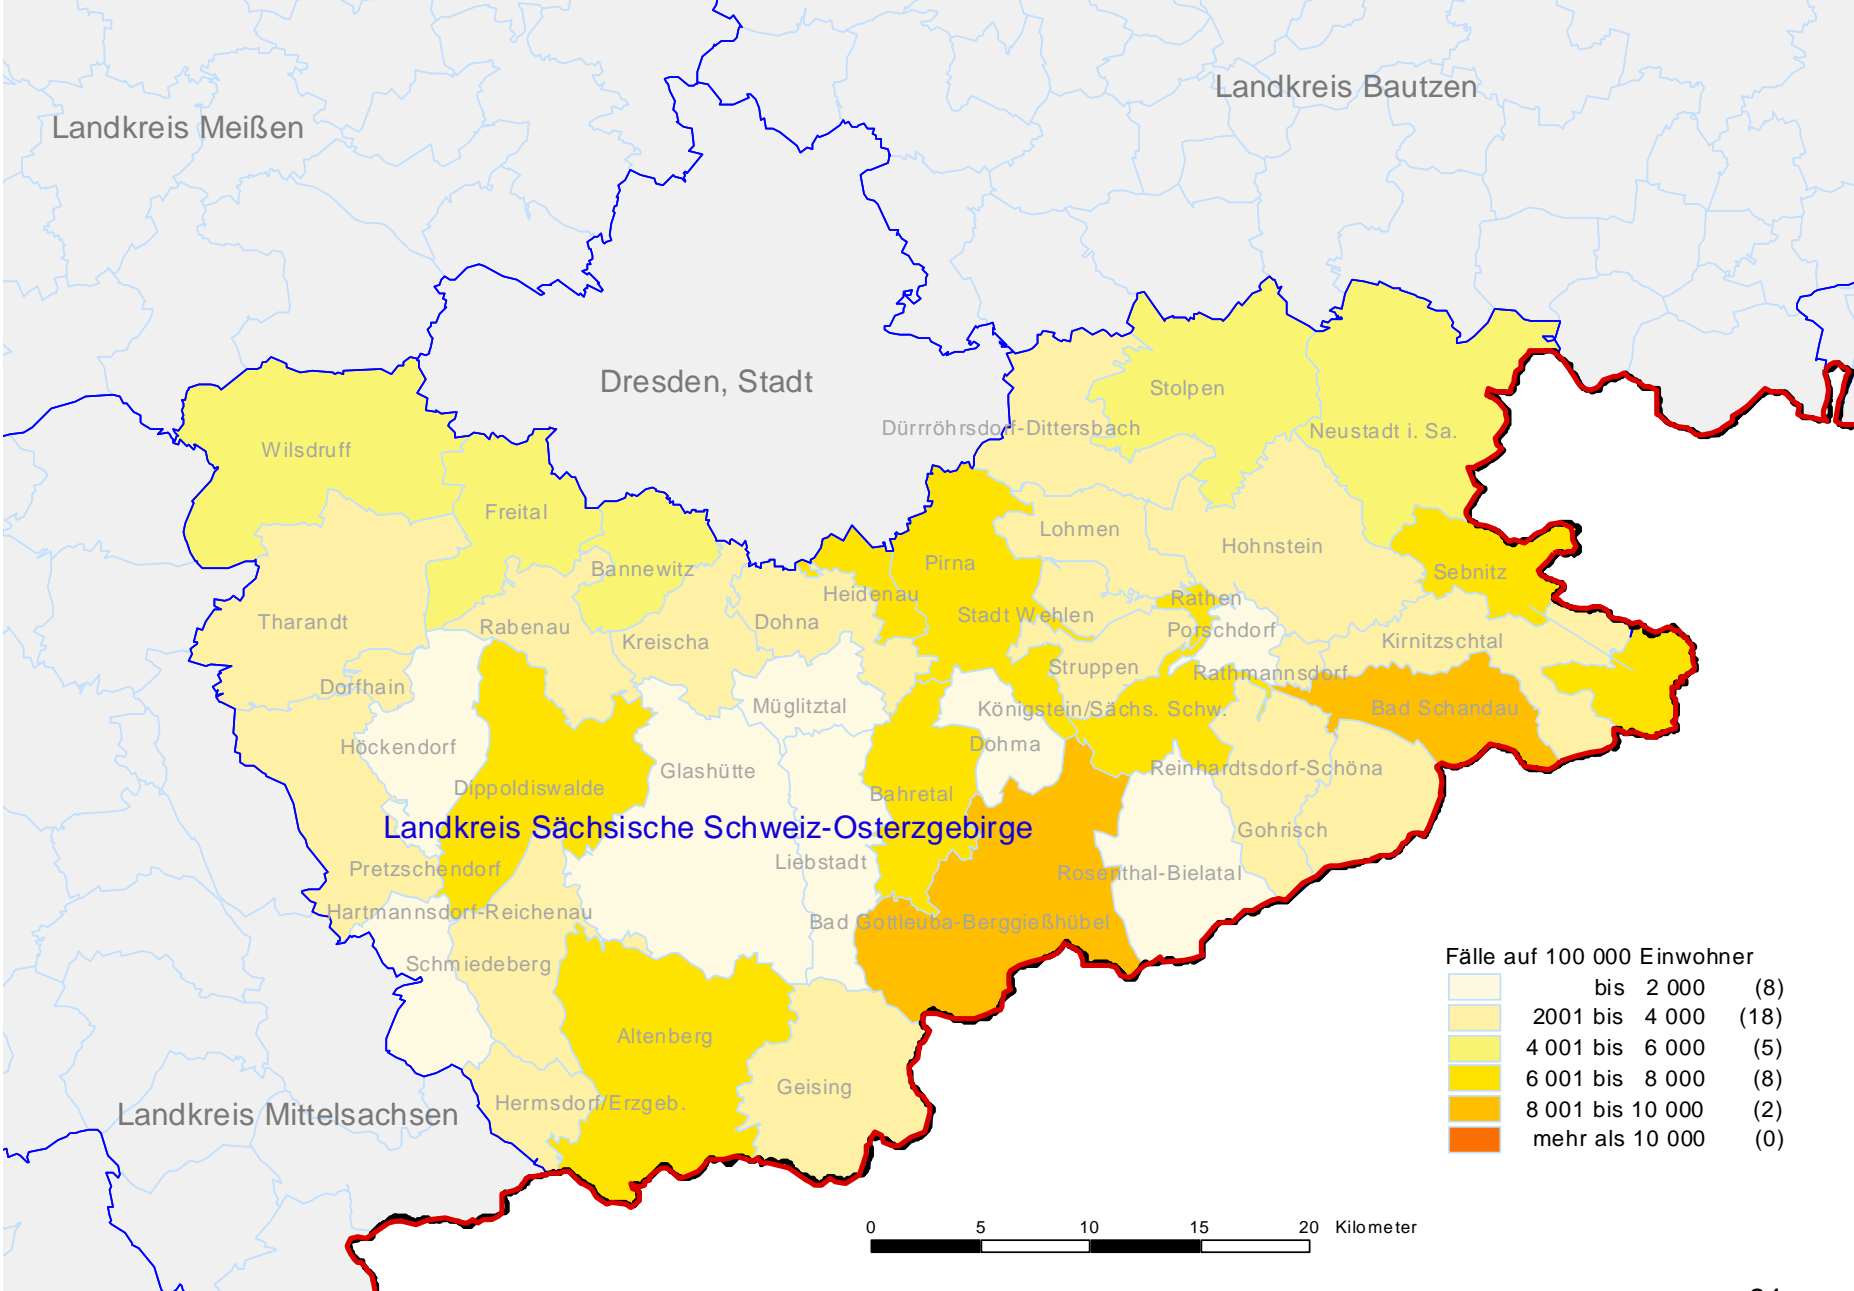 Landkreis Bautzen
Landkreis Meißen
Dresden, Stadt
Stolpen
Dürrröhrsdorf-Dittersbach
Neustadt i. Sa.
Wilsdruff
Freital
Lohmen
Hohnstein
Pirna
Bannewitz
Sebnitz
Heidenau
Rathen
Stadt Wehlen
Tharandt
Dohna
Rabenau
Porschdorf
Kreischa
Kirnitzschtal
Struppen
Rathmannsdorf
Dorfhain
Müglitztal
Königstein/Sächs. Schw.
Bad Schandau
Höckendorf
Dohma
Glashütte
Reinhardtsdorf-Schöna
Dippoldiswalde
Bahretal
Landkreis Sächsische Schweiz-Osterzgebirge
Gohrisch
Liebstadt
Pretzschendorf
Rosenthal-Bielatal
Hartmannsdorf-Reichenau
Bad Gottleuba-Berggießhübel
Schmiedeberg
Altenberg
Geising
Hermsdorf/Erzgeb.
Landkreis Mittelsachsen
Fälle auf 100 000 Einwohner
bis 2 000 (8)
2001 bis 4 000 (18)
4 001 bis 6 000 (5)
6 001 bis 8 000 (8)
8 001 bis 10 000 (2)
mehr als 10 000 (0)
0 5 10 15 20 Kilometer